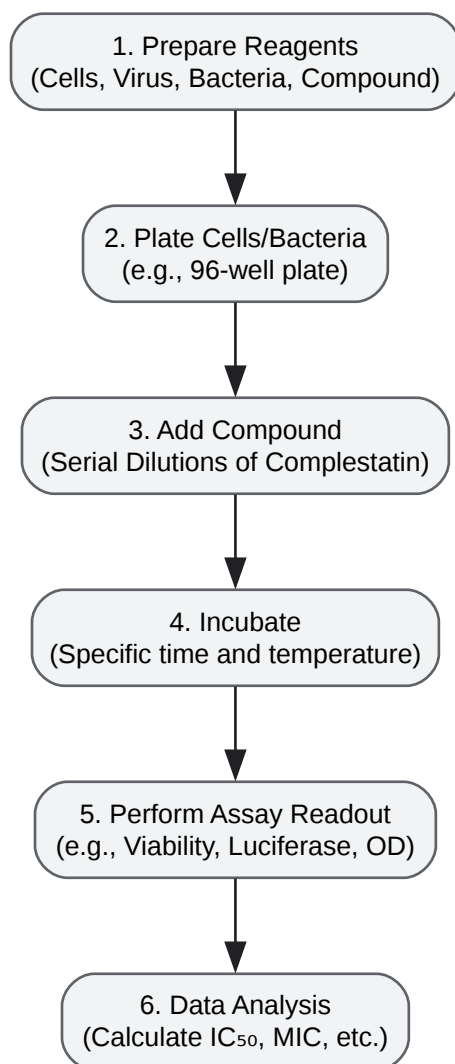 1. Prepare Reagents
(Cells, Virus, Bacteria, Compound)
2. Plate Cells/Bacteria
(e.g., 96-well plate)
3. Add Compound
(Serial Dilutions of Complestatin)
4. Incubate
(Specific time and temperature)
5. Perform Assay Readout
(e.g., Viability, Luciferase, OD)
6. Data Analysis
(Calculate IC₅₀, MIC, etc.)